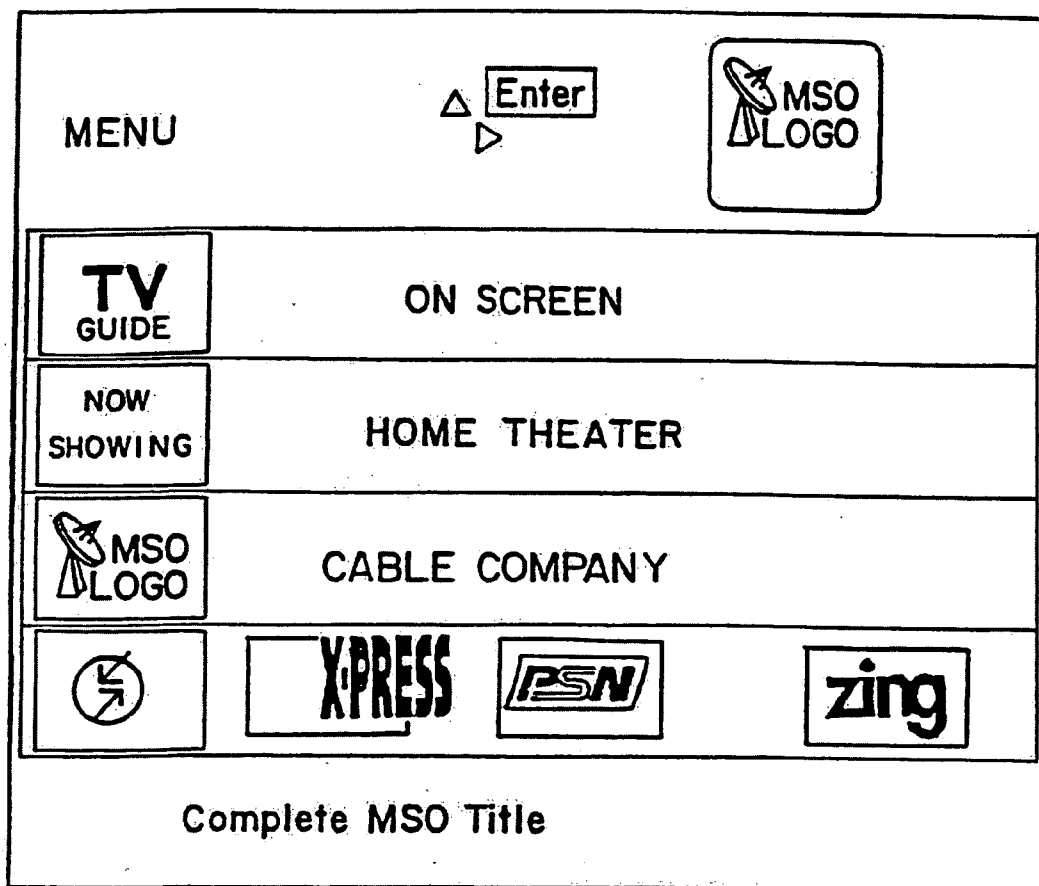 MENU
Enter
MSO
LOGO
TV
GUIDE
ON SCREEN
NOW
SHOWING
HOME THEATER
MSO
LOGO
CABLE COMPANY
X•PRESS
PSN
zing
Complete MSO Title